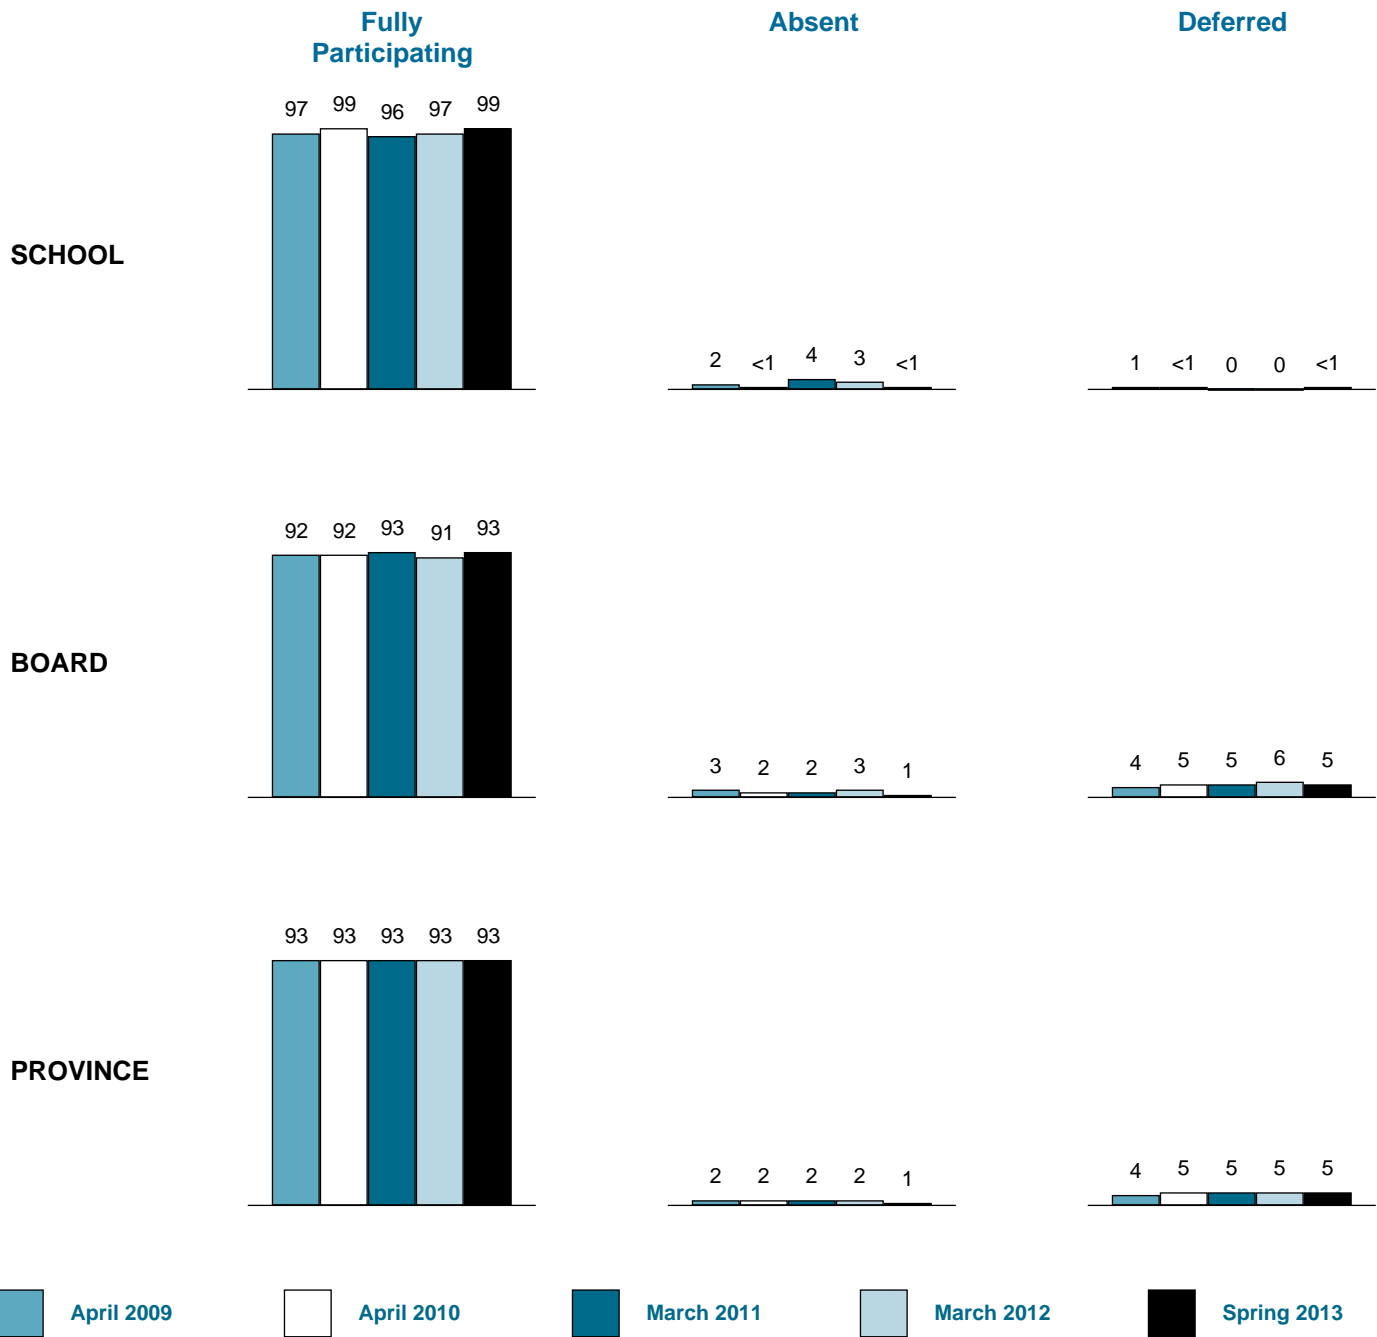 Fully
Participating
Absent
Deferred
SCHOOL
97 99 96 97 99
2 <1 4 3 <1
1 <1 0 0 <1
BOARD
92 92 93 91 93
3 2 2 3 1
4 5 5 6 5
PROVINCE
93 93 93 93 93
2 2 2 2 1
4 5 5 5 5
April 2009
April 2010
March 2011
March 2012
Spring 2013